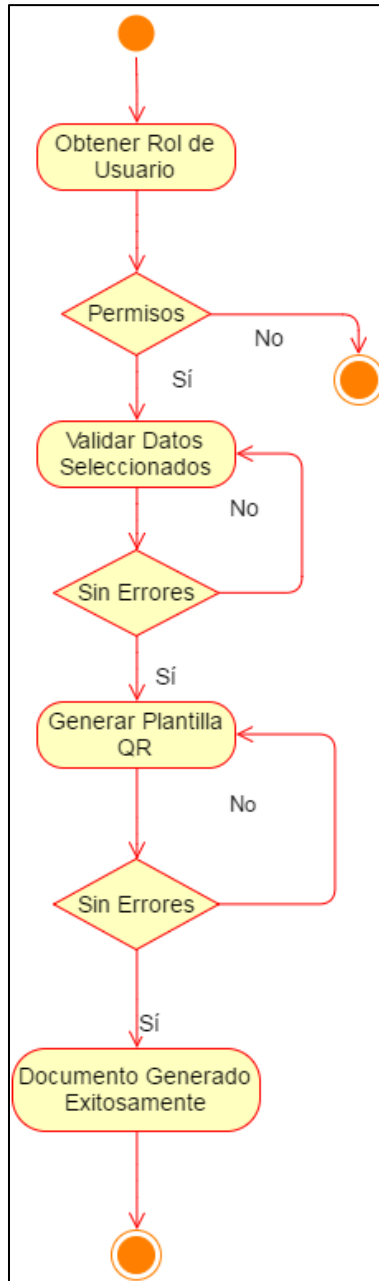 Obtener Rol de
Usuario
Permisos
No
Sí
Validar Datos
Seleccionados
No
Sin Errores
Sí
Generar Plantilla
QR
No
Sin Errores
Sí
Documento Generado
Exitosamente